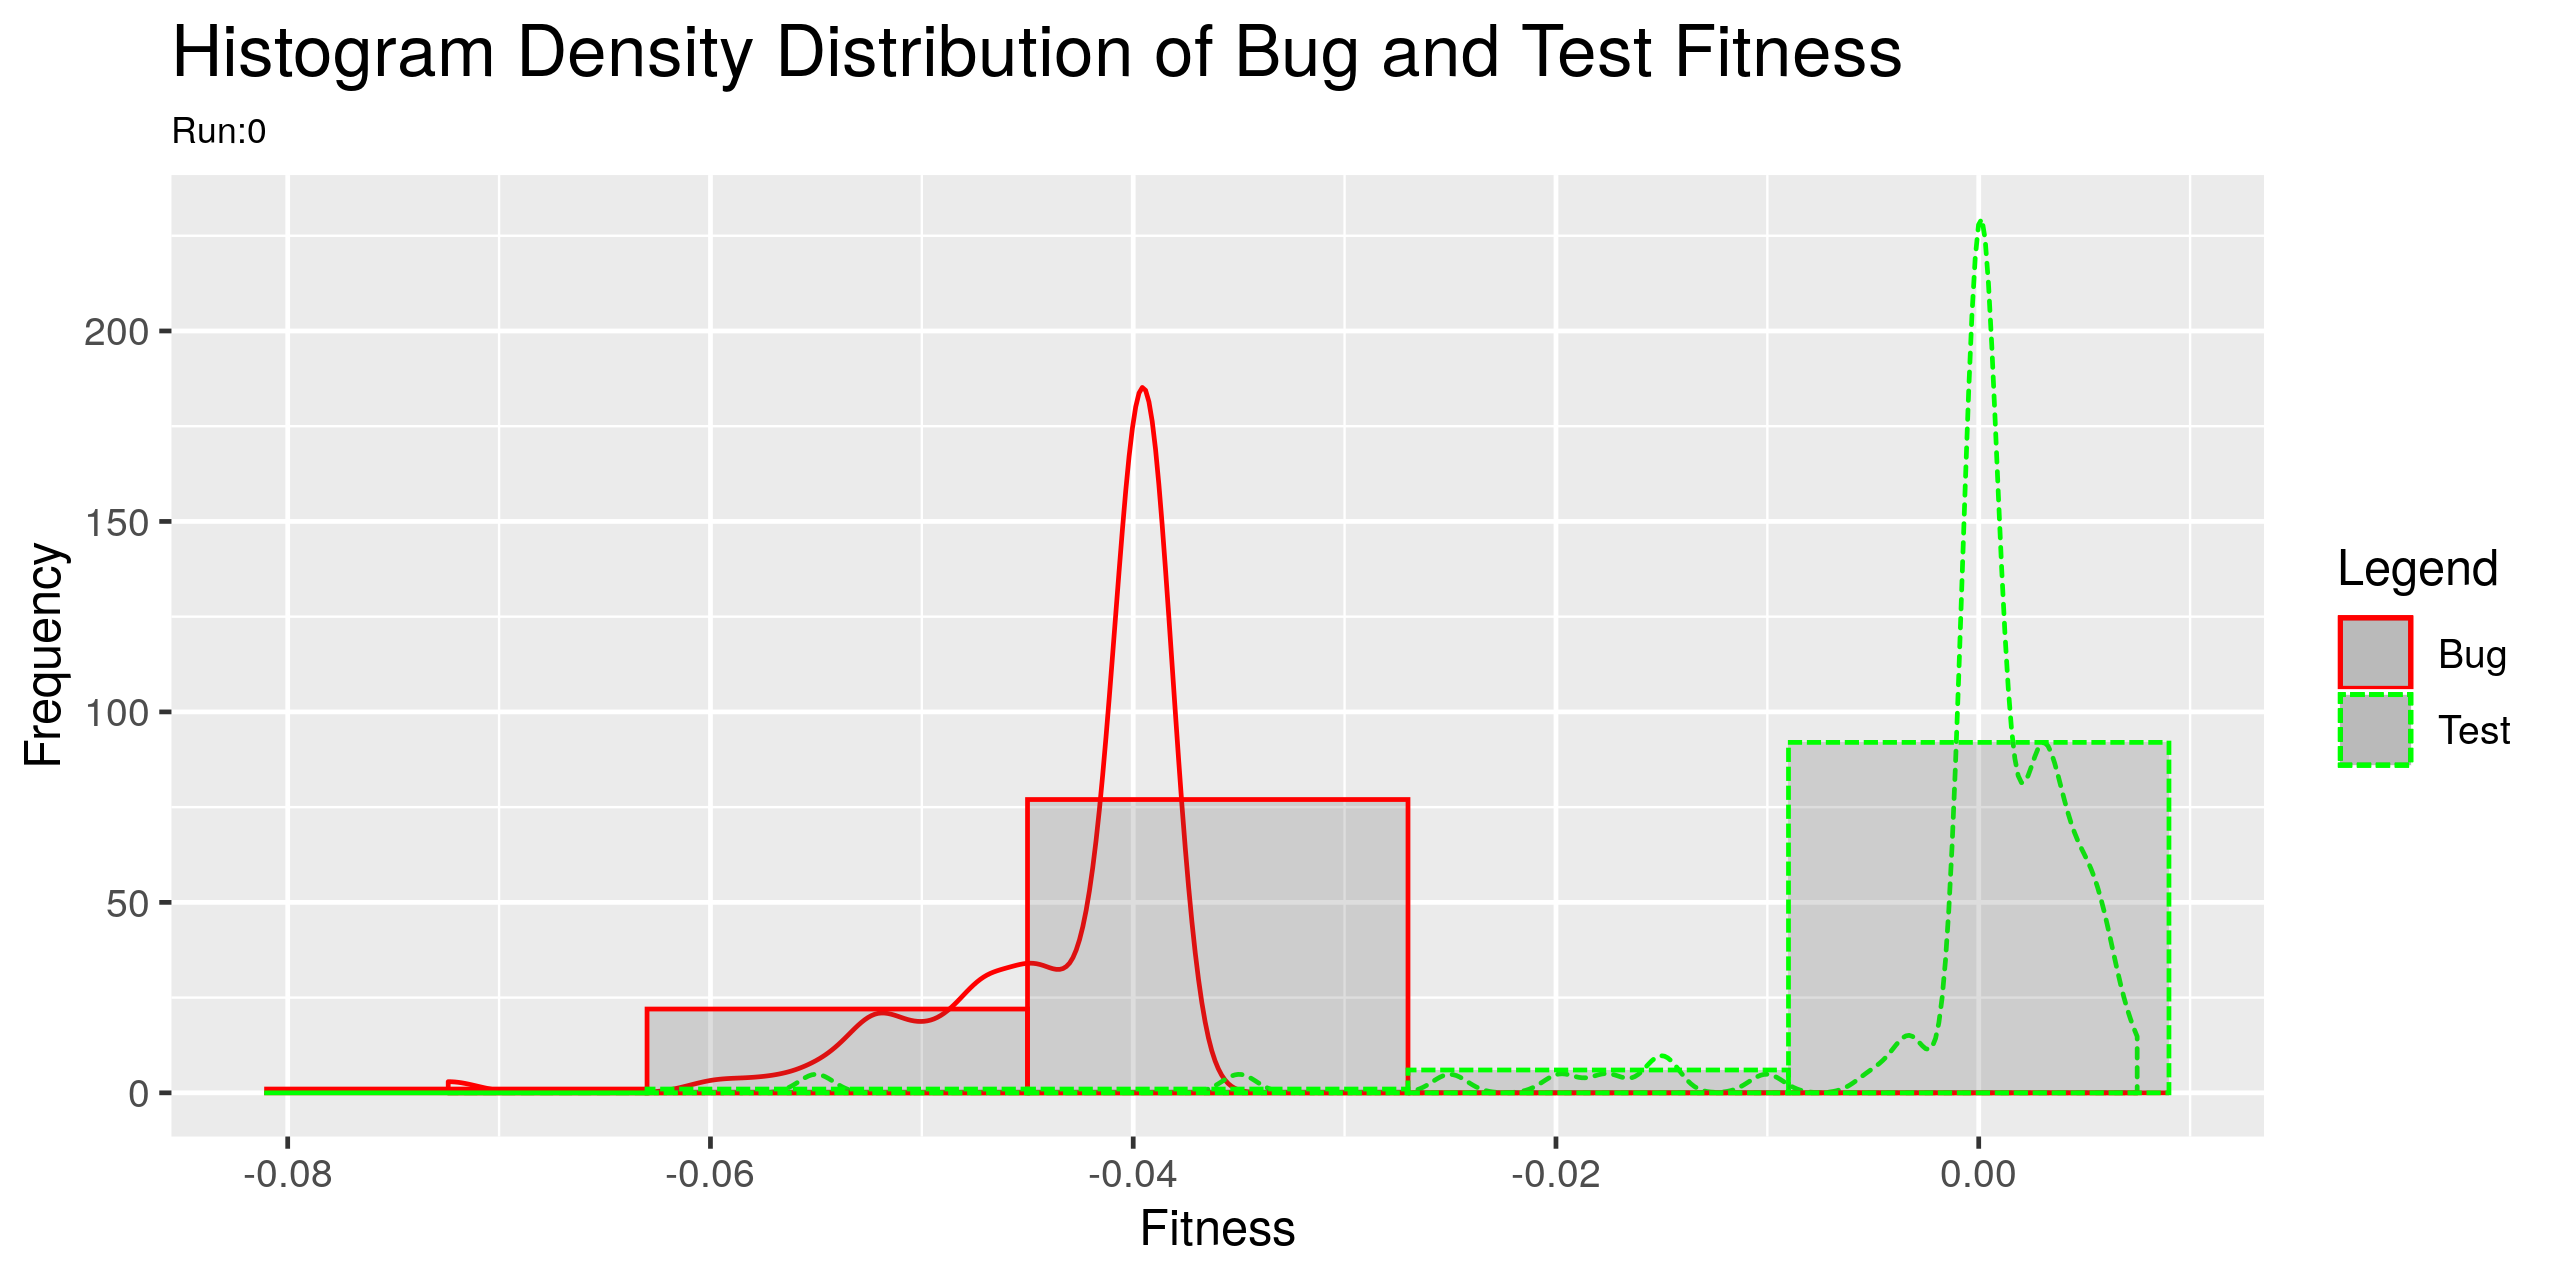 Histogram Density Distribution of Bug and Test Fitness
Run:0
Frequency
200
150
100
50
0
-0.08
-0.06
-0.04
-0.02
0.00
Fitness
Legend
Bug
Test